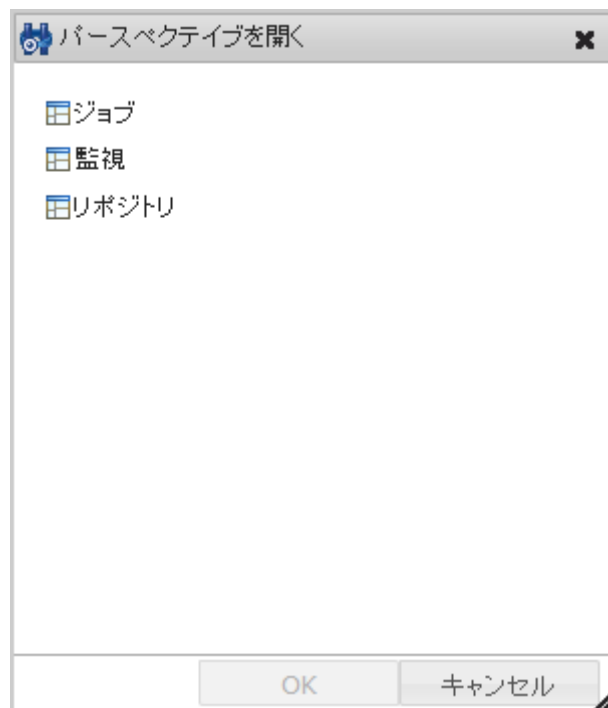 パースペクティブを開く
ジョブ
監視
リポジトリ
OK
キャンセル